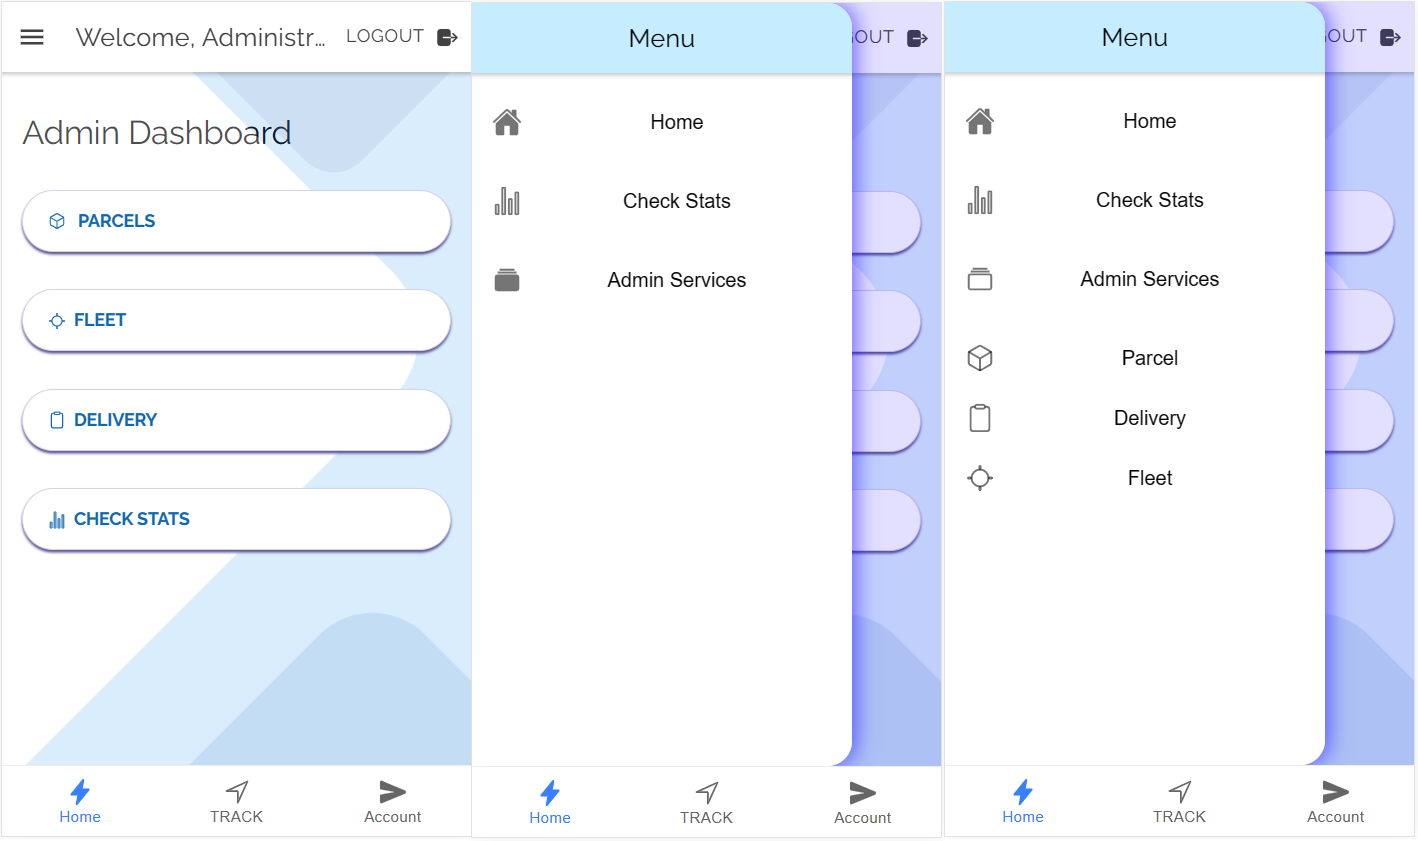 Welcome, Administr...
LOGOUT
Admin Dashboard
PARCELS
FLEET
DELIVERY
CHECK STATS
Home
TRACK
Account
Menu
OUT
Home
Check Stats
Admin Services
Home
TRACK
Account
Menu
OUT
Home
Check Stats
Admin Services
Parcel
Delivery
Fleet
Home
TRACK
Account